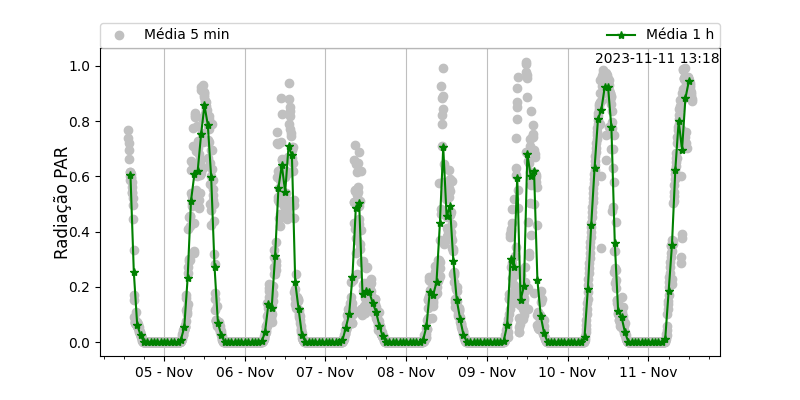 Média 5 min
Média 1 h
2023-11-11 13:18
Radiação PAR
1.0
0.8
0.6
0.4
0.2
0.0
05 - Nov
06 - Nov
07 - Nov
08 - Nov
09 - Nov
10 - Nov
11 - Nov